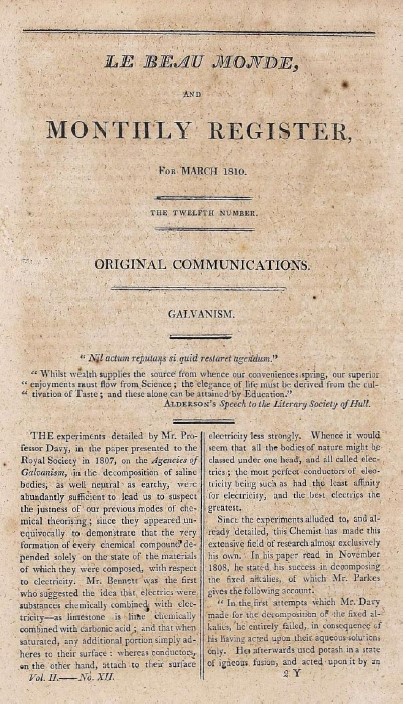 LE BEAU MONDE,
AND
MONTHLY REGISTER,
FOR MARCH 1810.
THE TWELFTH NUMBER.
ORIGINAL COMMUNICATIONS.
GALVANISM.
" Nil actum reputans si quid restaret agendum."
" Whilst wealth supplies the source from whence our conveniences spring, our superior
" enjoyments must flow from Science ; the elegance of life must be derived from the cul-
" tivation of Taste ; and these alone can be attained by Education."
ALDERSON's Speech to the Literary Society of Hull.
THE experiments detailed by Mr. Pro-
fessor Davy, in the paper presented to the
Royal Society in 1807, on the Agencies of
Galvanism, in the decomposition of saline
bodies, as well neutral as earthy, were
abundantly sufficient to lead us to suspect
the justness of our previous modes of che-
mical theorising ; since they appeared un-
equivocally to demonstrate that the very
formation of every chemical compound de-
pended solely on the state of the materials
of which they were composed, with respect
to electricity. Mr. Bennett was the first
who suggested the idea that electrics were
substances chemically combined with elec-
tricity—as limestone is lime chemically
combined with carbonic acid ; and that when
saturated, any additional portion simply ad-
heres to their surface : whereas conductors,
on the other hand, attach to their surface
Vol. II.—No. XII.
electricity less strongly. Whence it would
seem that all the bodies of nature might be
classed under one head, and all called elec-
trics ; the most perfect conductors of elec-
tricity being such as had the least affinity
for electricity, and the best electrics the
greatest.
Since the experiments alluded to, and al-
ready detailed, this Chemist has made this
extensive field of research almost exclusively
his own. In his paper read in November
1808, he stated his success in decomposing
the fixed alkalies, of which Mr. Parkes
gives the following account.
" In the first attempts which Mr. Davy
made for the decomposition of the fixed al-
kalies, he entirely failed, in consequence of
his having acted upon their aqueous solutions
only. He afterwards used potash in a state
of igneous fusion, and acted upon it by an
2 Y